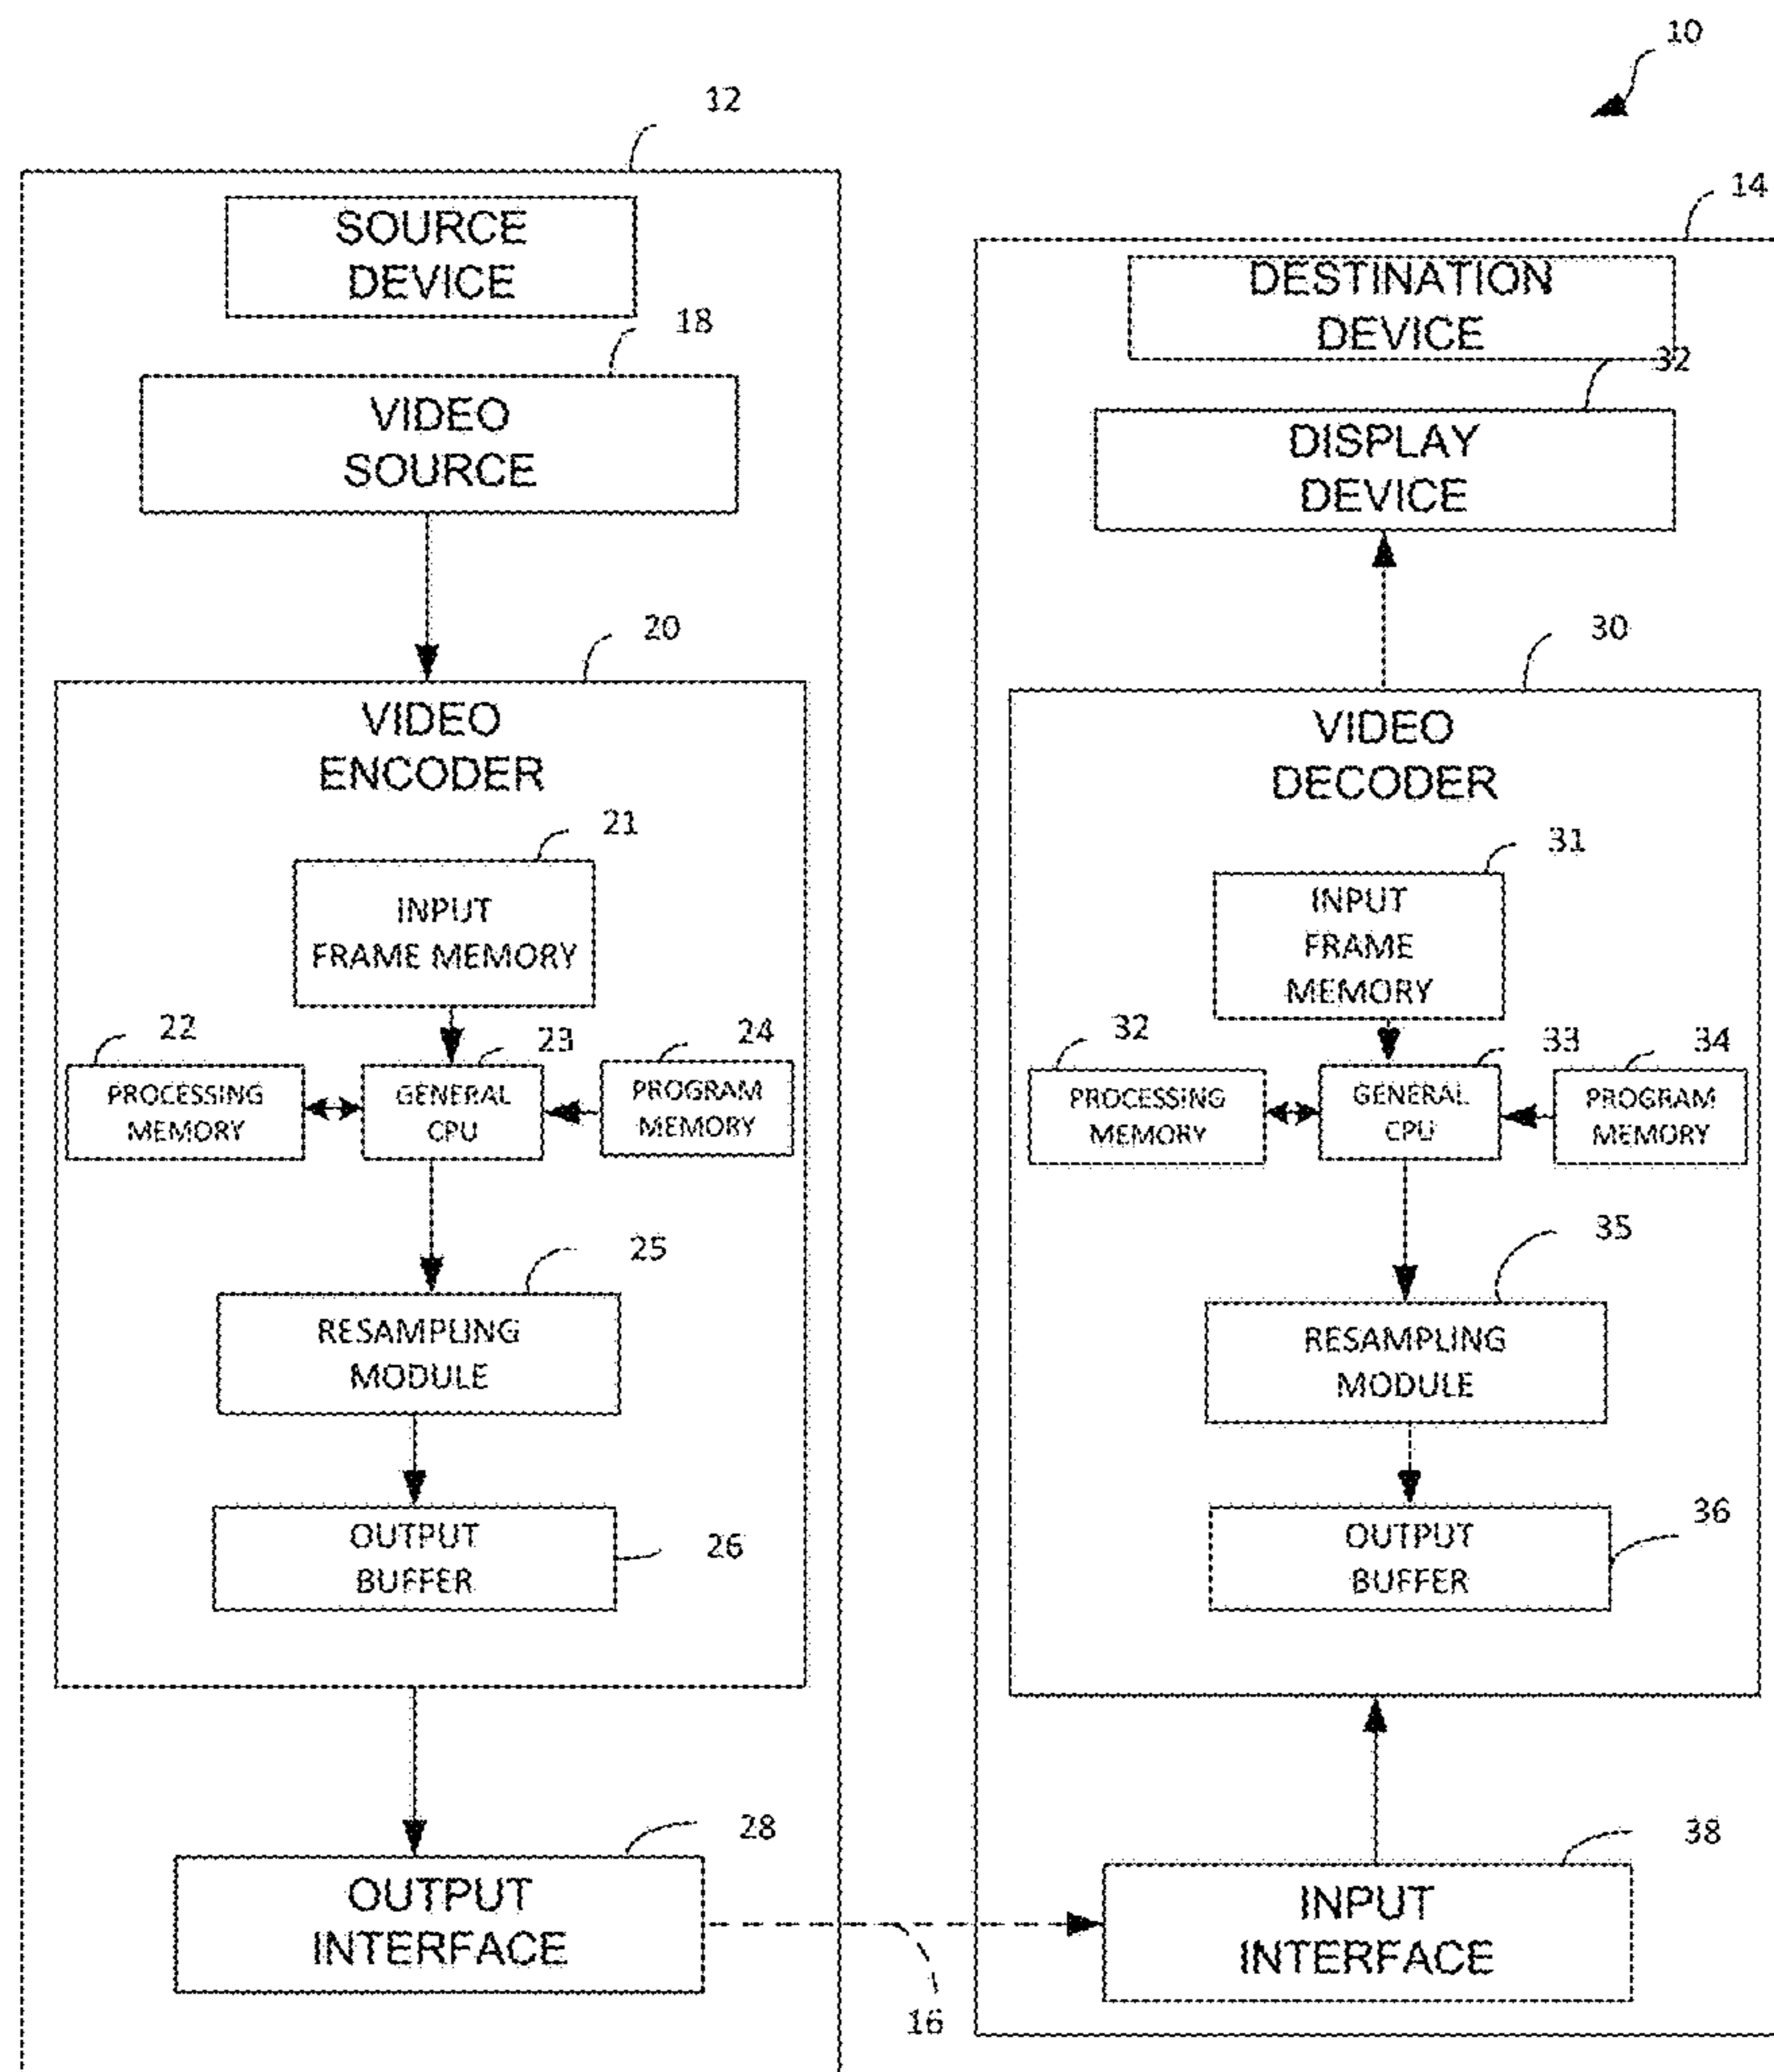 10
12
SOURCE
DEVICE
18
VIDEO
SOURCE
20
VIDEO
ENCODER
21
INPUT
FRAME MEMORY
22
23
24
PROCESSING
MEMORY
GENERAL
CPU
PROGRAM
MEMORY
25
RESAMPLING
MODULE
OUTPUT
BUFFER
26
28
OUTPUT
INTERFACE
16
14
DESTINATION
DEVICE
32
DISPLAY
DEVICE
30
VIDEO
DECODER
31
INPUT
FRAME
MEMORY
32
33
34
PROCESSING
MEMORY
GENERAL
CPU
PROGRAM
MEMORY
35
RESAMPLING
MODULE
36
OUTPUT
BUFFER
38
INPUT
INTERFACE